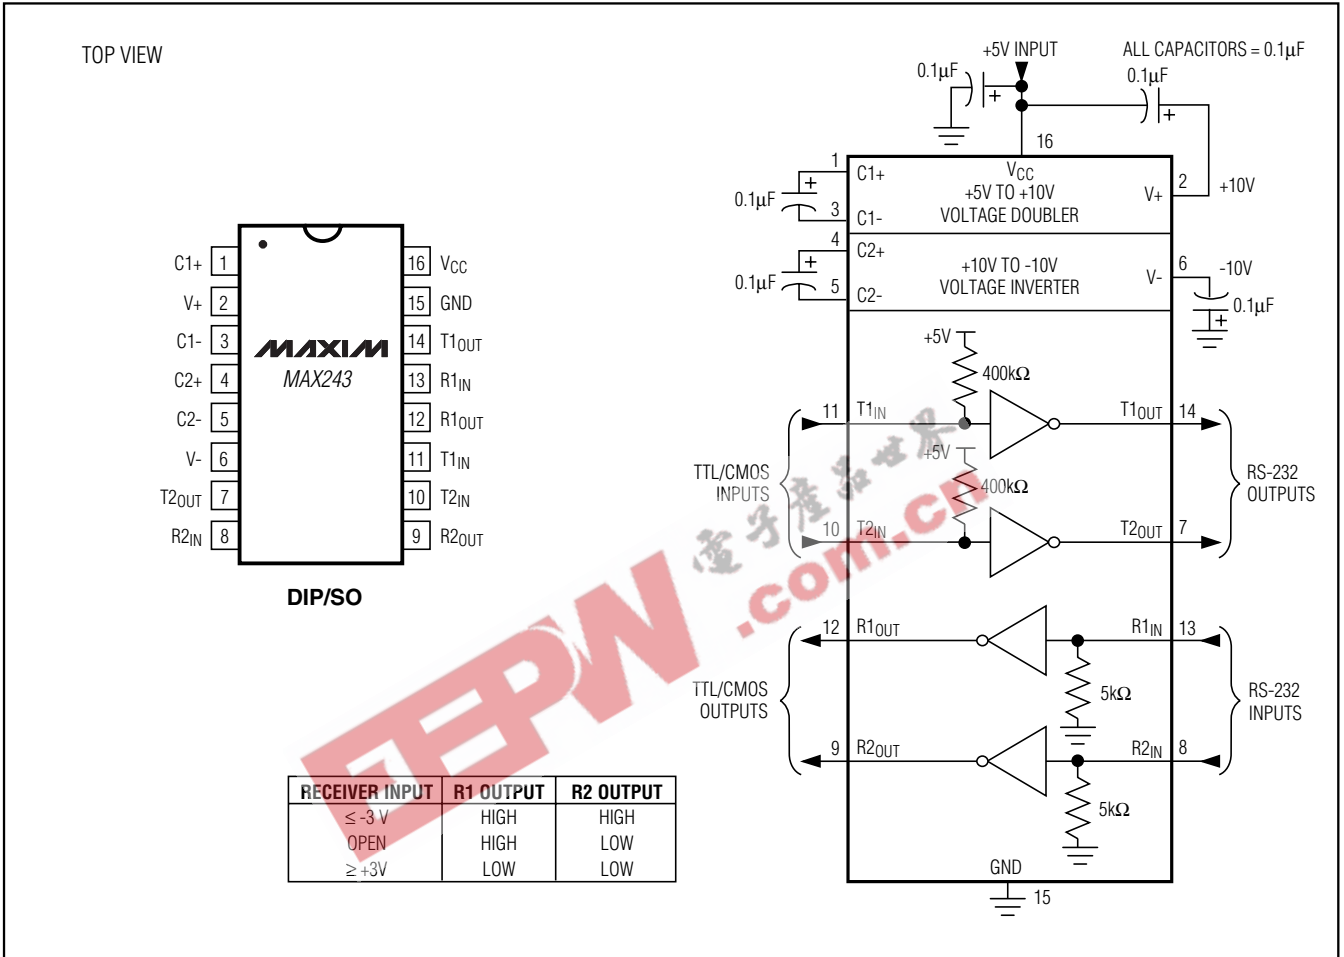 TOP VIEW
C1+ 1
V+ 2
C1- 3
C2+ 4
C2- 5
V- 6
T2OUT 7
R2IN 8
16 VCC
15 GND
14 T1OUT
13 R1IN
12 R1OUT
11 T1IN
10 T2IN
9 R2OUT
MAXIM
MAX243
DIP/SO
RECEIVER INPUT R1 OUTPUT R2 OUTPUT
≤ -3 V HIGH HIGH
OPEN HIGH LOW
≥ +3V LOW LOW
+5V INPUT
ALL CAPACITORS = 0.1µF
0.1µF
+
0.1µF
+
16
VCC
1
C1+
+5V TO +10V
VOLTAGE DOUBLER
V+
2
+10V
0.1µF
+
3
C1-
4
C2+
+10V TO -10V
VOLTAGE INVERTER
V-
6
-10V
0.1µF
+
5
C2-
0.1µF
+
+5V
400kΩ
11
T1IN
T1OUT
14
TTL/CMOS
INPUTS
+5V
400kΩ
RS-232
OUTPUTS
10
T2IN
T2OUT
7
12
R1OUT
R1IN
13
TTL/CMOS
OUTPUTS
5kΩ
RS-232
INPUTS
9
R2OUT
R2IN
8
5kΩ
GND
15
EEPW
電子產品世界
.com.cn